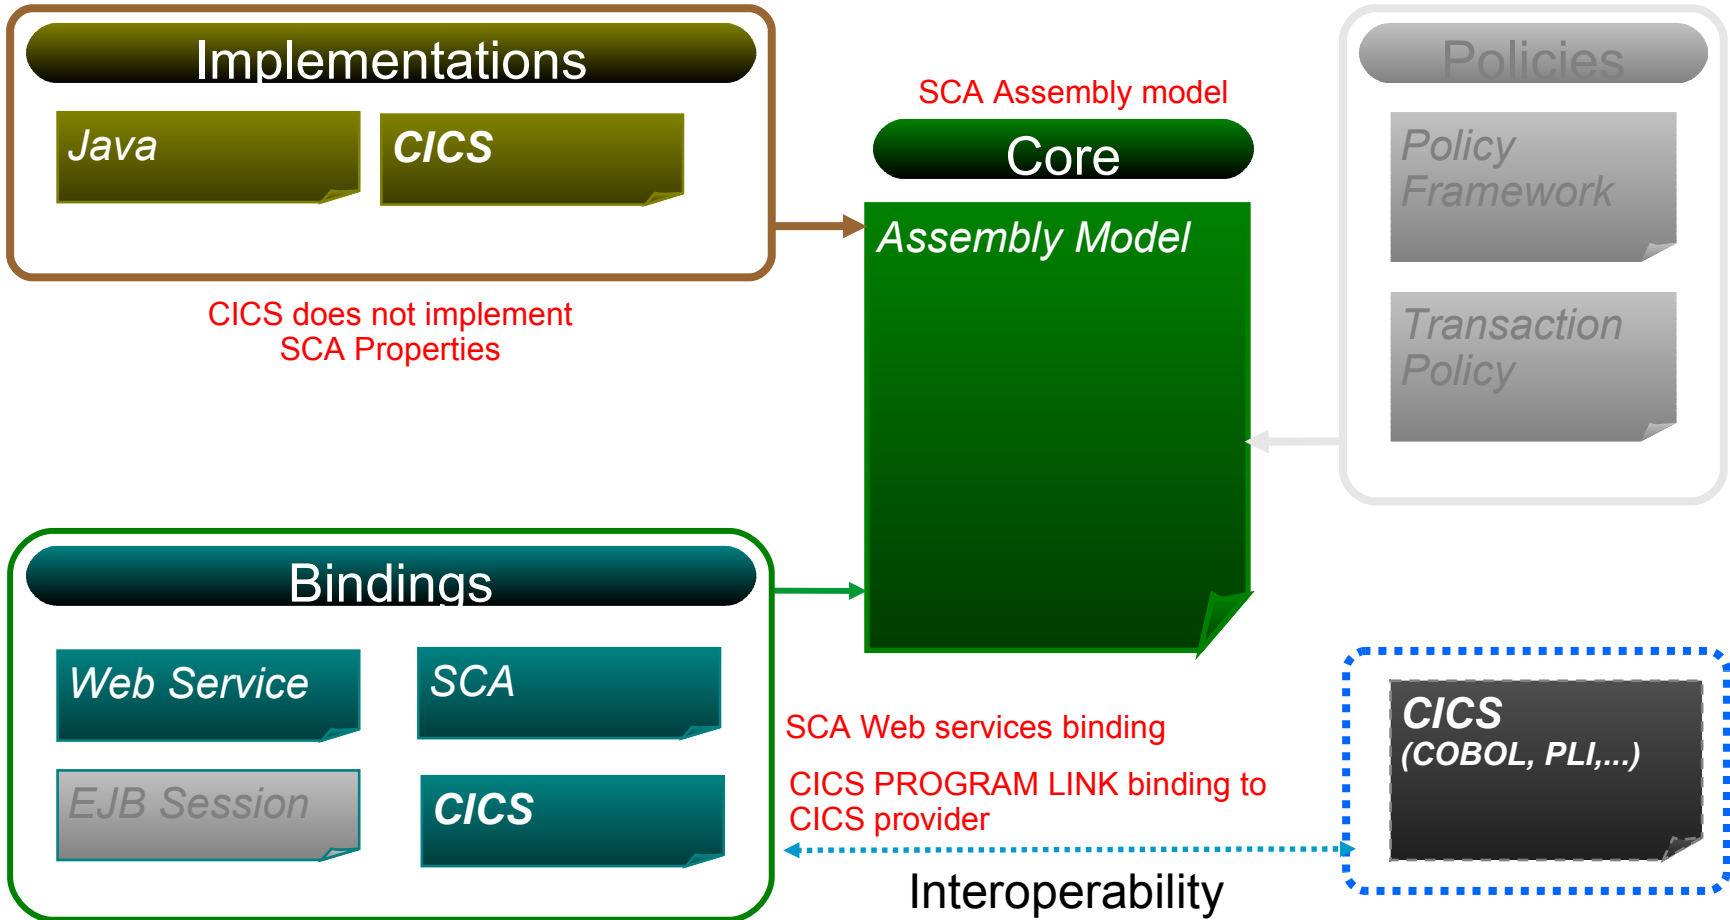 Implementations
Java
CICS
CICS does not implement
SCA Properties
SCA Assembly model
Core
Assembly Model
Policies
Policy
Framework
Transaction
Policy
Bindings
Web Service
SCA
EJB Session
CICS
SCA Web services binding
CICS PROGRAM LINK binding to
CICS provider
Interoperability
CICS
(COBOL, PLI,...)